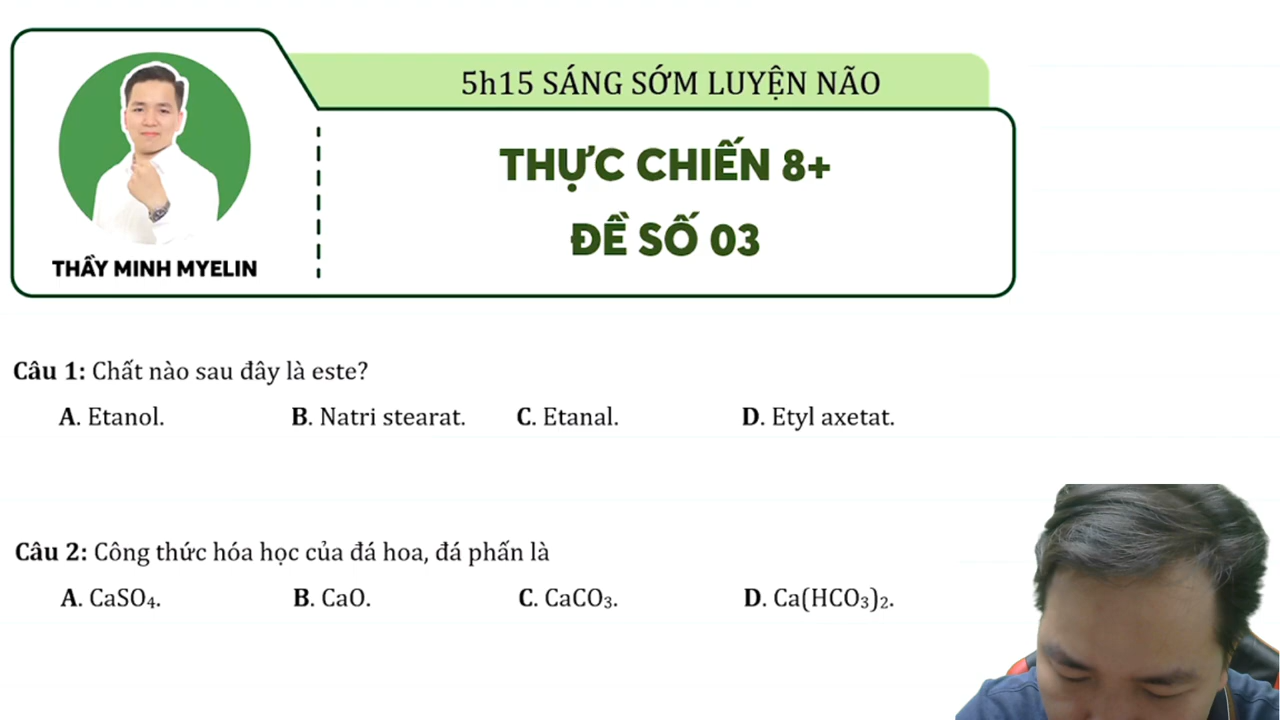 5h15 SÁNG SỚM LUYỆN NÃO
THỰC CHIẾN 8+
ĐỀ SỐ 03
THẦY MINH MYELIN
Câu 1: Chất nào sau đây là este?
A. Etanol. B. Natri stearat. C. Etanal. D. Etyl axetat.
Câu 2: Công thức hóa học của đá hoa, đá phấn là
A. CaSO₄. B. CaO. C. CaCO₃. D. Ca(HCO₃)₂.